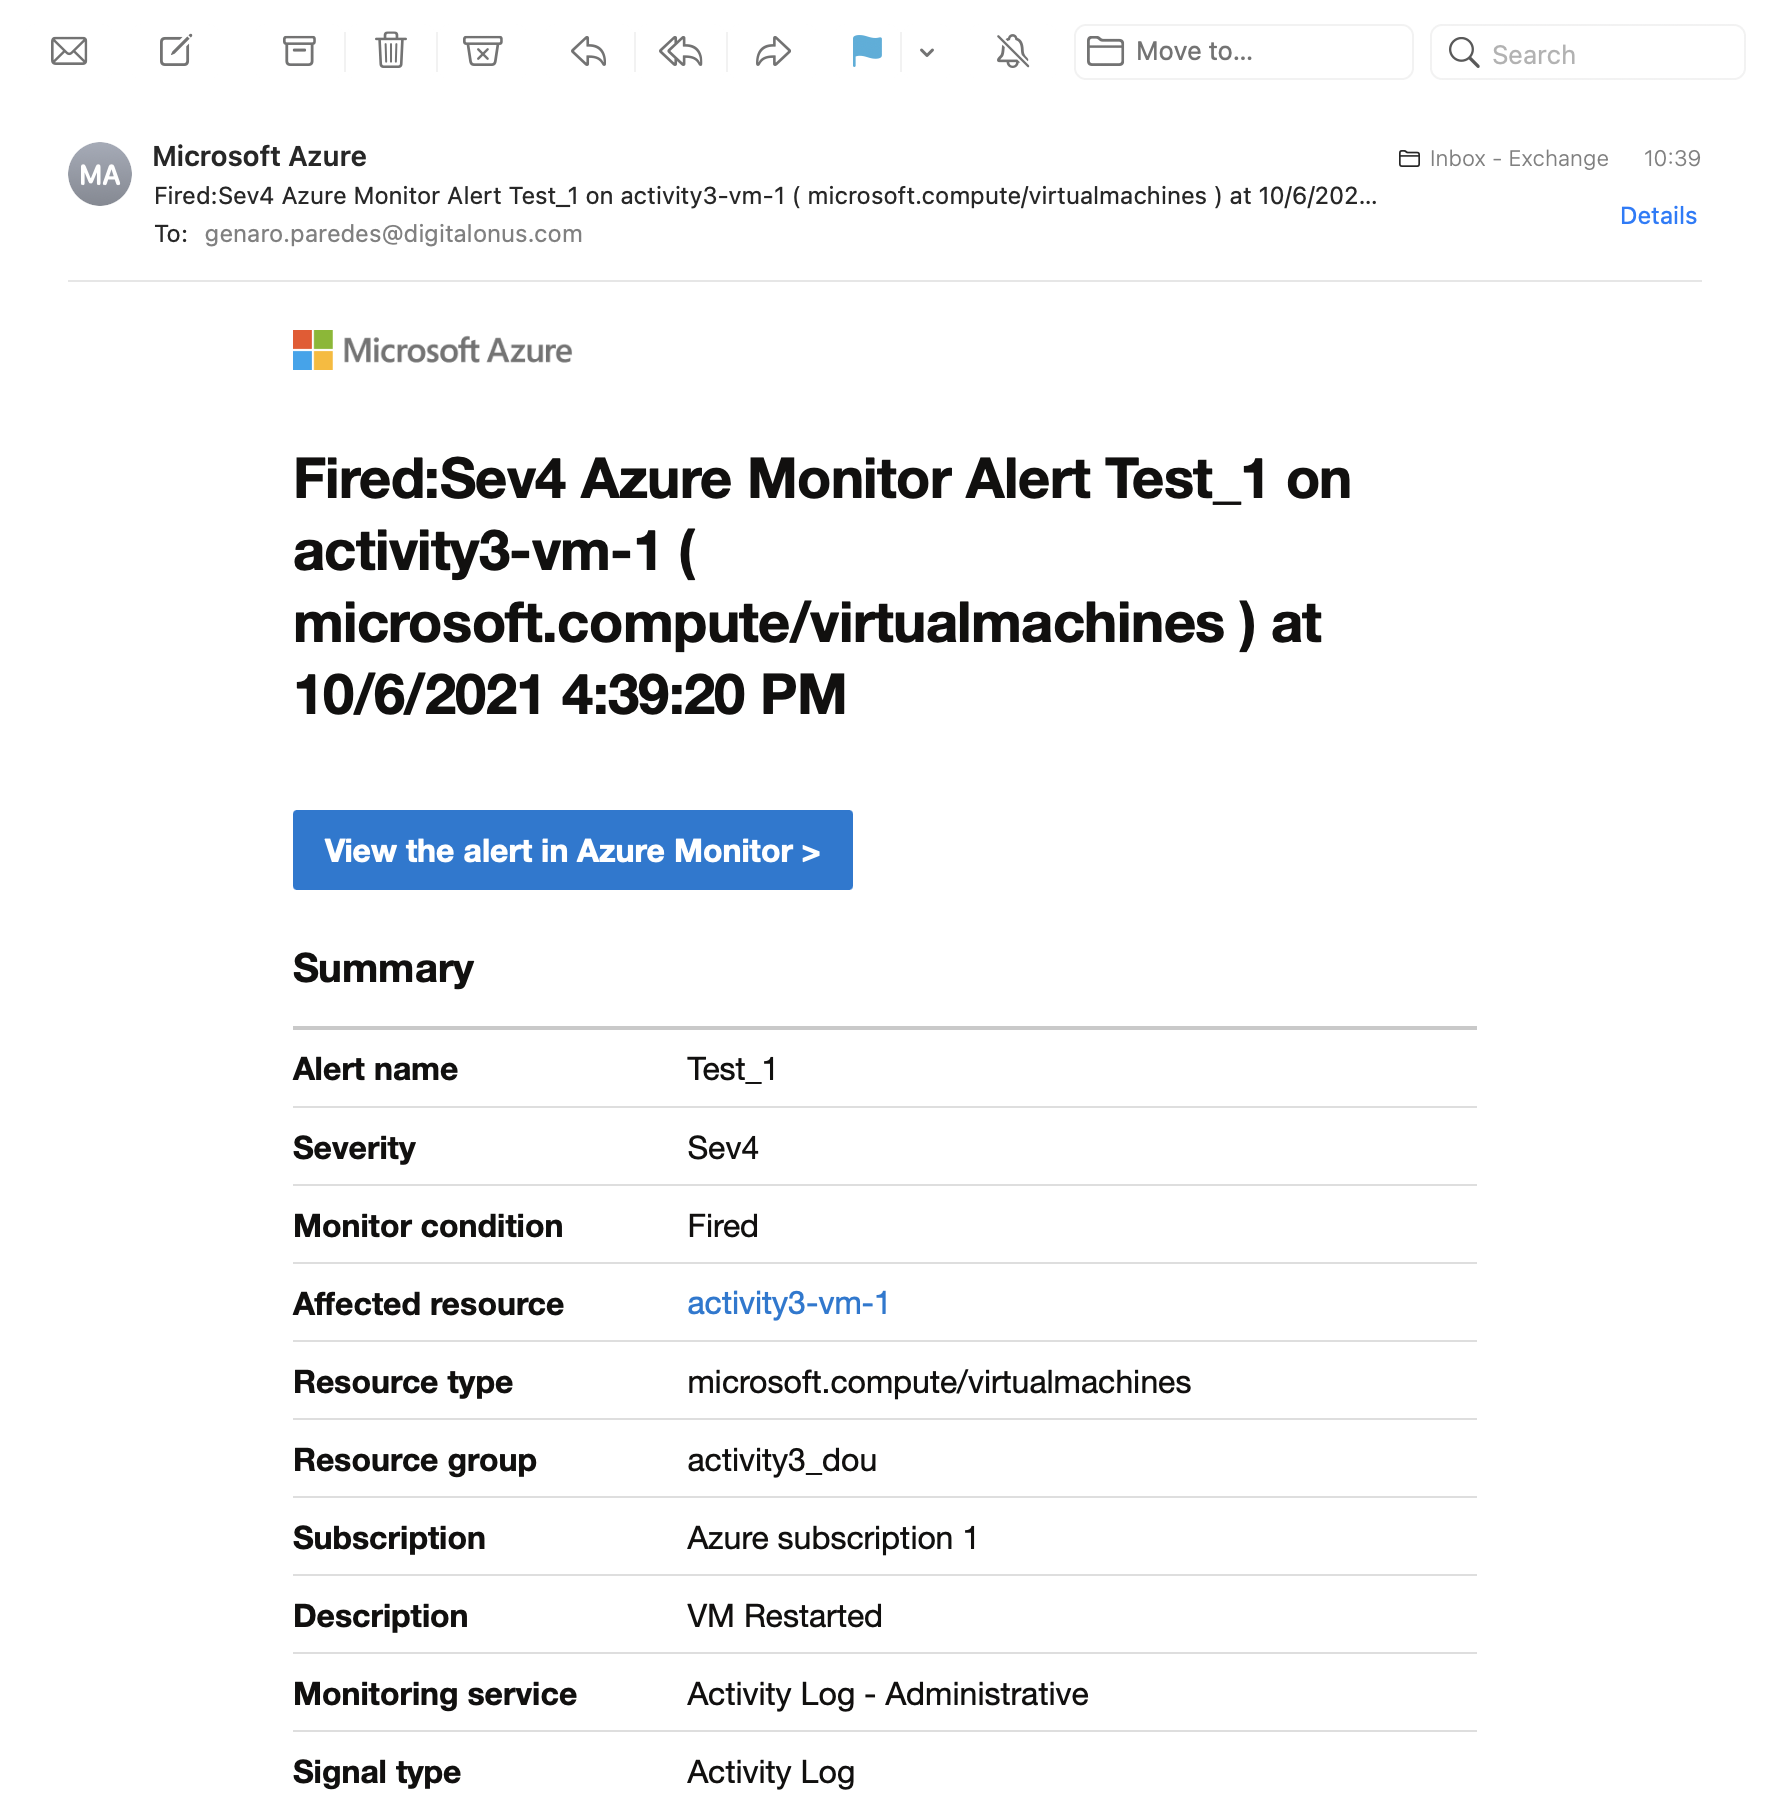 Move to...
Search
MA
Microsoft Azure
Inbox - Exchange
10:39
Fired:Sev4 Azure Monitor Alert Test_1 on activity3-vm-1 ( microsoft.compute/virtualmachines ) at 10/6/202...
Details
To: genaro.paredes@digitalonus.com
Microsoft Azure
Fired:Sev4 Azure Monitor Alert Test_1 on
activity3-vm-1 (
microsoft.compute/virtualmachines ) at
10/6/2021 4:39:20 PM
View the alert in Azure Monitor >
Summary
Alert name Test_1
Severity Sev4
Monitor condition Fired
Affected resource activity3-vm-1
Resource type microsoft.compute/virtualmachines
Resource group activity3_dou
Subscription Azure subscription 1
Description VM Restarted
Monitoring service Activity Log - Administrative
Signal type Activity Log